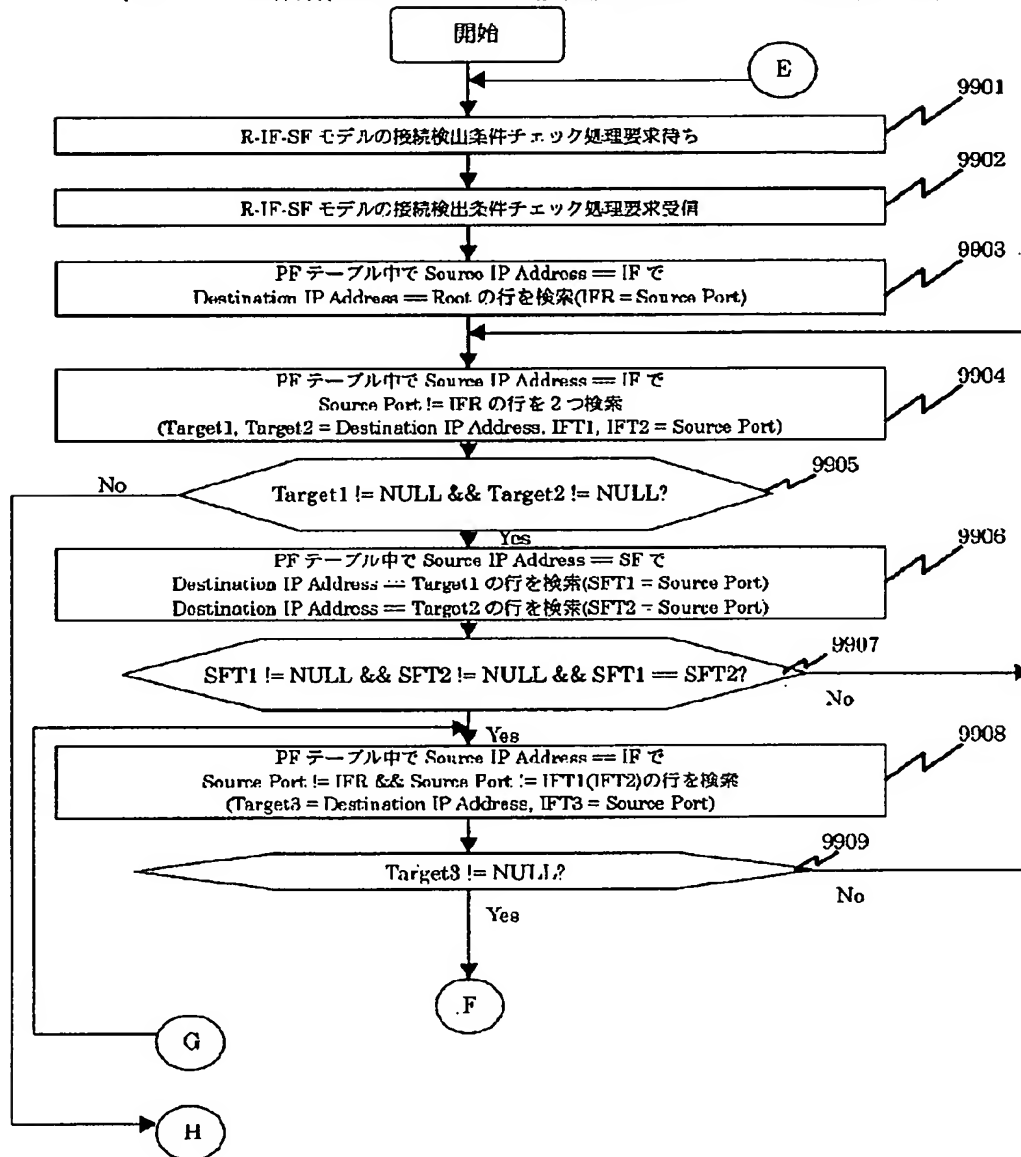 開始
E
9901
R-IF-SF モデルの接続検出条件チェック処理要求待ち
9902
R-IF-SF モデルの接続検出条件チェック処理要求受信
9903
PF テーブル中で Source IP Address == IF で
Destination IP Address == Root の行を検索(IFR = Source Port)
9904
PF テーブル中で Source IP Address == IF で
Source Port != IFR の行を2つ検索
(Target1, Target2 = Destination IP Address, IFT1, IFT2 = Source Port)
9905
No
Target1 != NULL && Target2 != NULL?
Yes
9906
PF テーブル中で Source IP Address == SF で
Destination IP Address == Target1 の行を検索(SFT1 = Source Port)
Destination IP Address == Target2 の行を検索(SFT2 = Source Port)
9907
SFT1 != NULL && SFT2 != NULL && SFT1 == SFT2?
No
Yes
9908
PF テーブル中で Source IP Address == IF で
Source Port != IFR && Source Port != IFT1(IFT2)の行を検索
(Target3 = Destination IP Address, IFT3 = Source Port)
9909
Target3 != NULL?
No
Yes
F
G
H